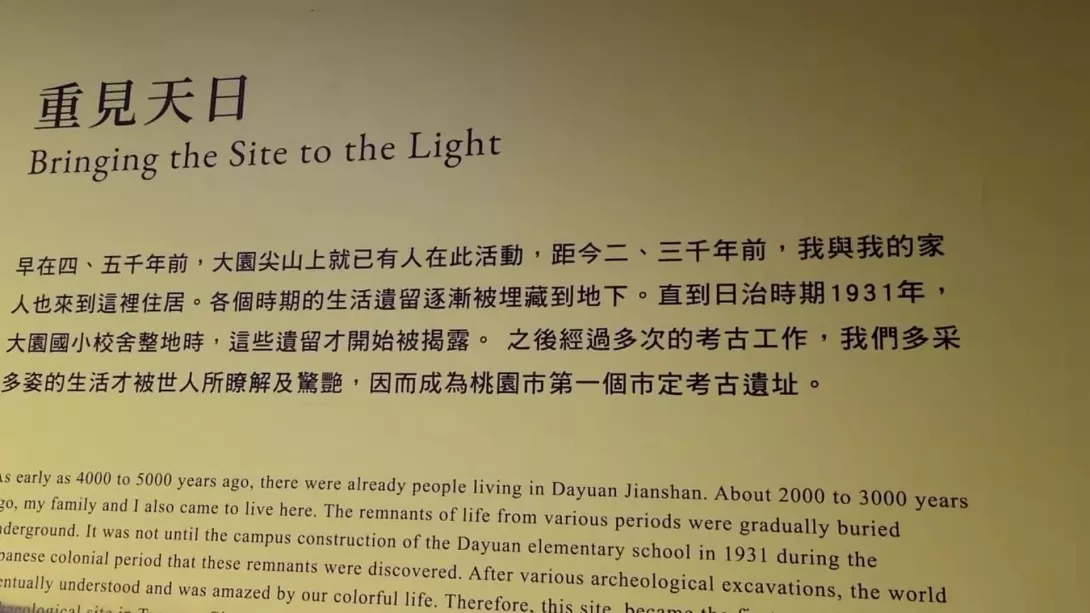 重見天日
Bringing the Site to the Light
早在四、五千年前，大園尖山上就已有人在此活動，距今二、三千年前，我與我的家
人也來到這裡住居。各個時期的生活遺留逐漸被埋藏到地下。直到日治時期1931年，
大園國小校舍整地時，這些遺留才開始被揭露。 之後經過多次的考古工作，我們多采
多姿的生活才被世人所瞭解及驚艷，因而成為桃園市第一個市定考古遺址。
As early as 4000 to 5000 years ago, there were already people living in Dayuan Jianshan. About 2000 to 3000 years
go, my family and I also came to live here. The remnants of life from various periods were gradually buried
nderground. It was not until the campus construction of the Dayuan elementary school in 1931 during the
panese colonial period that these remnants were discovered. After various archeological excavations, the world
entually understood and was amazed by our colorful life. Therefore, this site became the